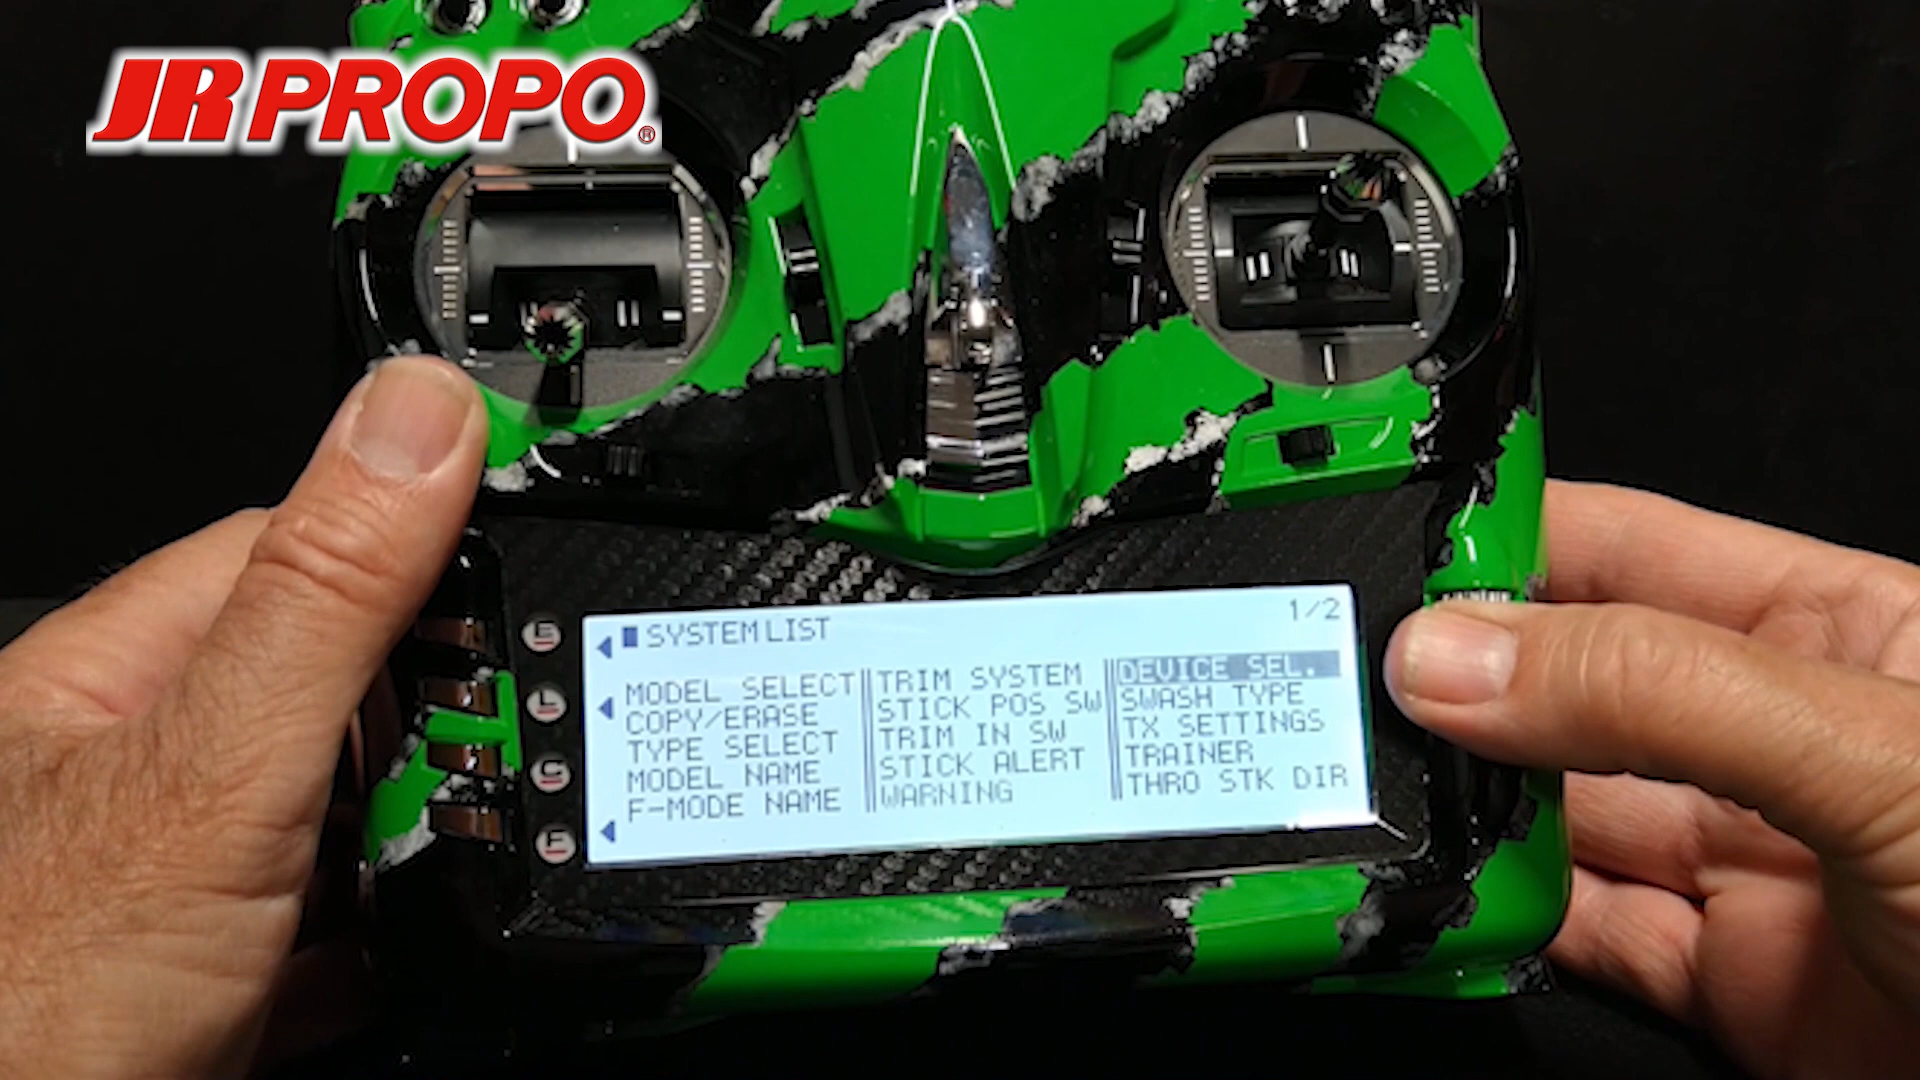 JR PROPO®
SYSTEM LIST 1/2
MODEL SELECT TRIM SYSTEM DEVICE SEL.
COPY/ERASE STICK POS SW SWASH TYPE
TYPE SELECT TRIM IN SW TX SETTINGS
MODEL NAME STICK ALERT TRAINER
F-MODE NAME WARNING THRO STK DIR
E
L
C
F